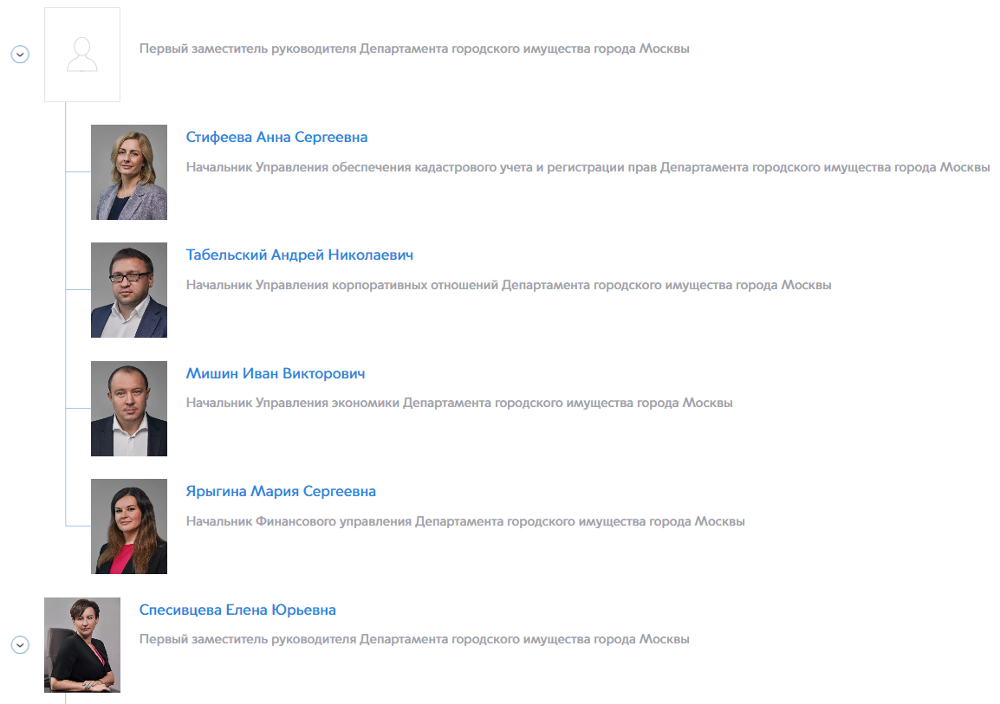 Первый заместитель руководителя Департамента городского имущества города Москвы
Стифеева Анна Сергеевна
Начальник Управления обеспечения кадастрового учета и регистрации прав Департамента городского имущества города Москвы
Табельский Андрей Николаевич
Начальник Управления корпоративных отношений Департамента городского имущества города Москвы
Мишин Иван Викторович
Начальник Управления экономики Департамента городского имущества города Москвы
Ярыгина Мария Сергеевна
Начальник Финансового управления Департамента городского имущества города Москвы
Спесивцева Елена Юрьевна
Первый заместитель руководителя Департамента городского имущества города Москвы